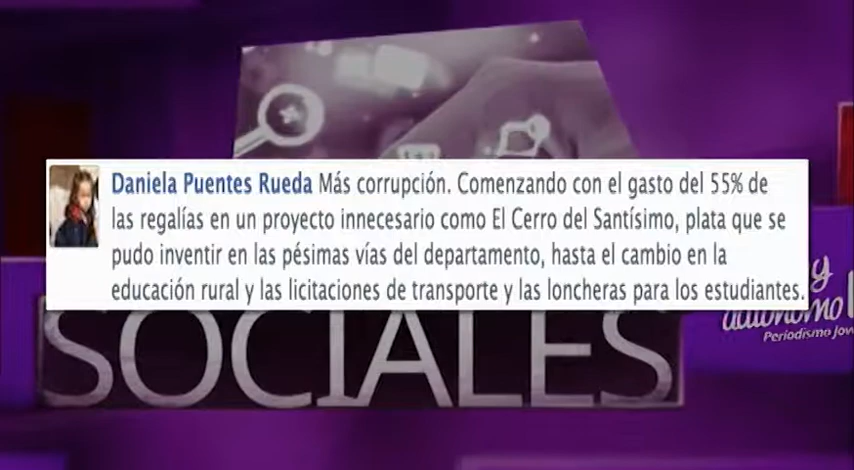 Daniela Puentes Rueda Más corrupción. Comenzando con el gasto del 55% de
las regalías en un proyecto innecesario como El Cerro del Santísimo, plata que se
pudo inventir en las pésimas vías del departamento, hasta el cambio en la
educación rural y las licitaciones de transporte y las loncheras para los estudiantes.
y
autónomo
Periodismo Jov
SOCIALES